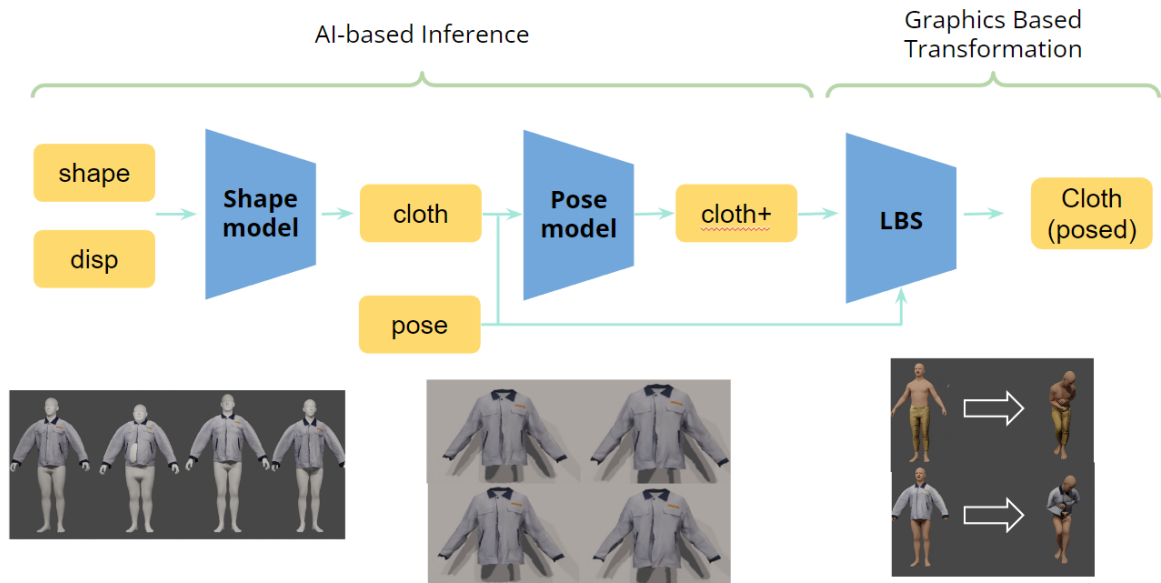 AI-based Inference
Graphics Based
Transformation
shape
disp
Shape
model
cloth
pose
Pose
model
cloth+
LBS
Cloth
(posed)